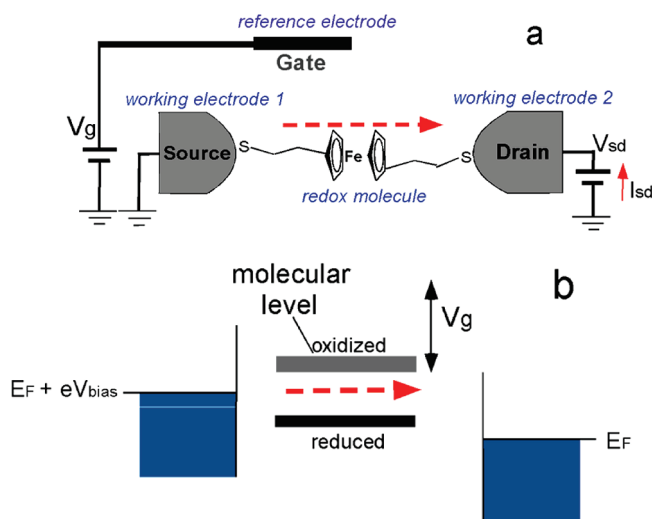 reference electrode
a
Gate
working electrode 1
working electrode 2
Vg
Vsd
Source
S
Fe
S
Drain
Isd
redox molecule
b
molecular
level
Vg
oxidized
EF + eVbias
EF
reduced